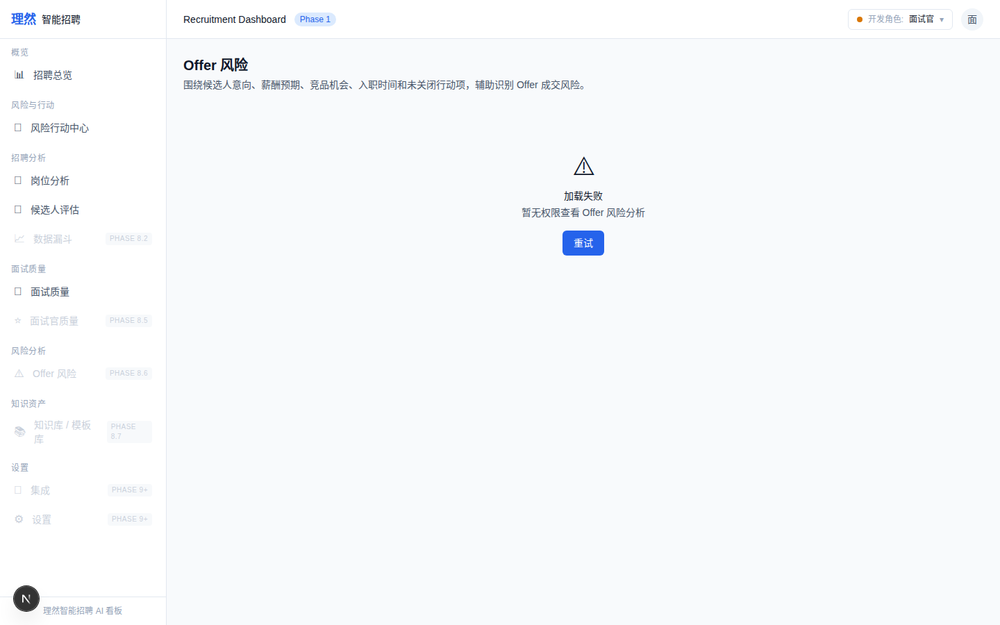 理然 智能招聘
Recruitment Dashboard Phase 1
开发角色: 面试官 ▾ 面
概览
招聘总览
风险与行动
风险行动中心
招聘分析
岗位分析
候选人评估
数据漏斗 PHASE 8.2
面试质量
面试质量
面试官质量 PHASE 8.5
风险分析
Offer 风险 PHASE 8.6
知识资产
知识库 / 模板
库
PHASE
8.7
设置
集成 PHASE 9+
设置 PHASE 9+
N
理然智能招聘 AI 看板
Offer 风险
围绕候选人意向、薪酬预期、竞品机会、入职时间和未关闭行动项，辅助识别 Offer 成交风险。
加载失败
暂无权限查看 Offer 风险分析
重试